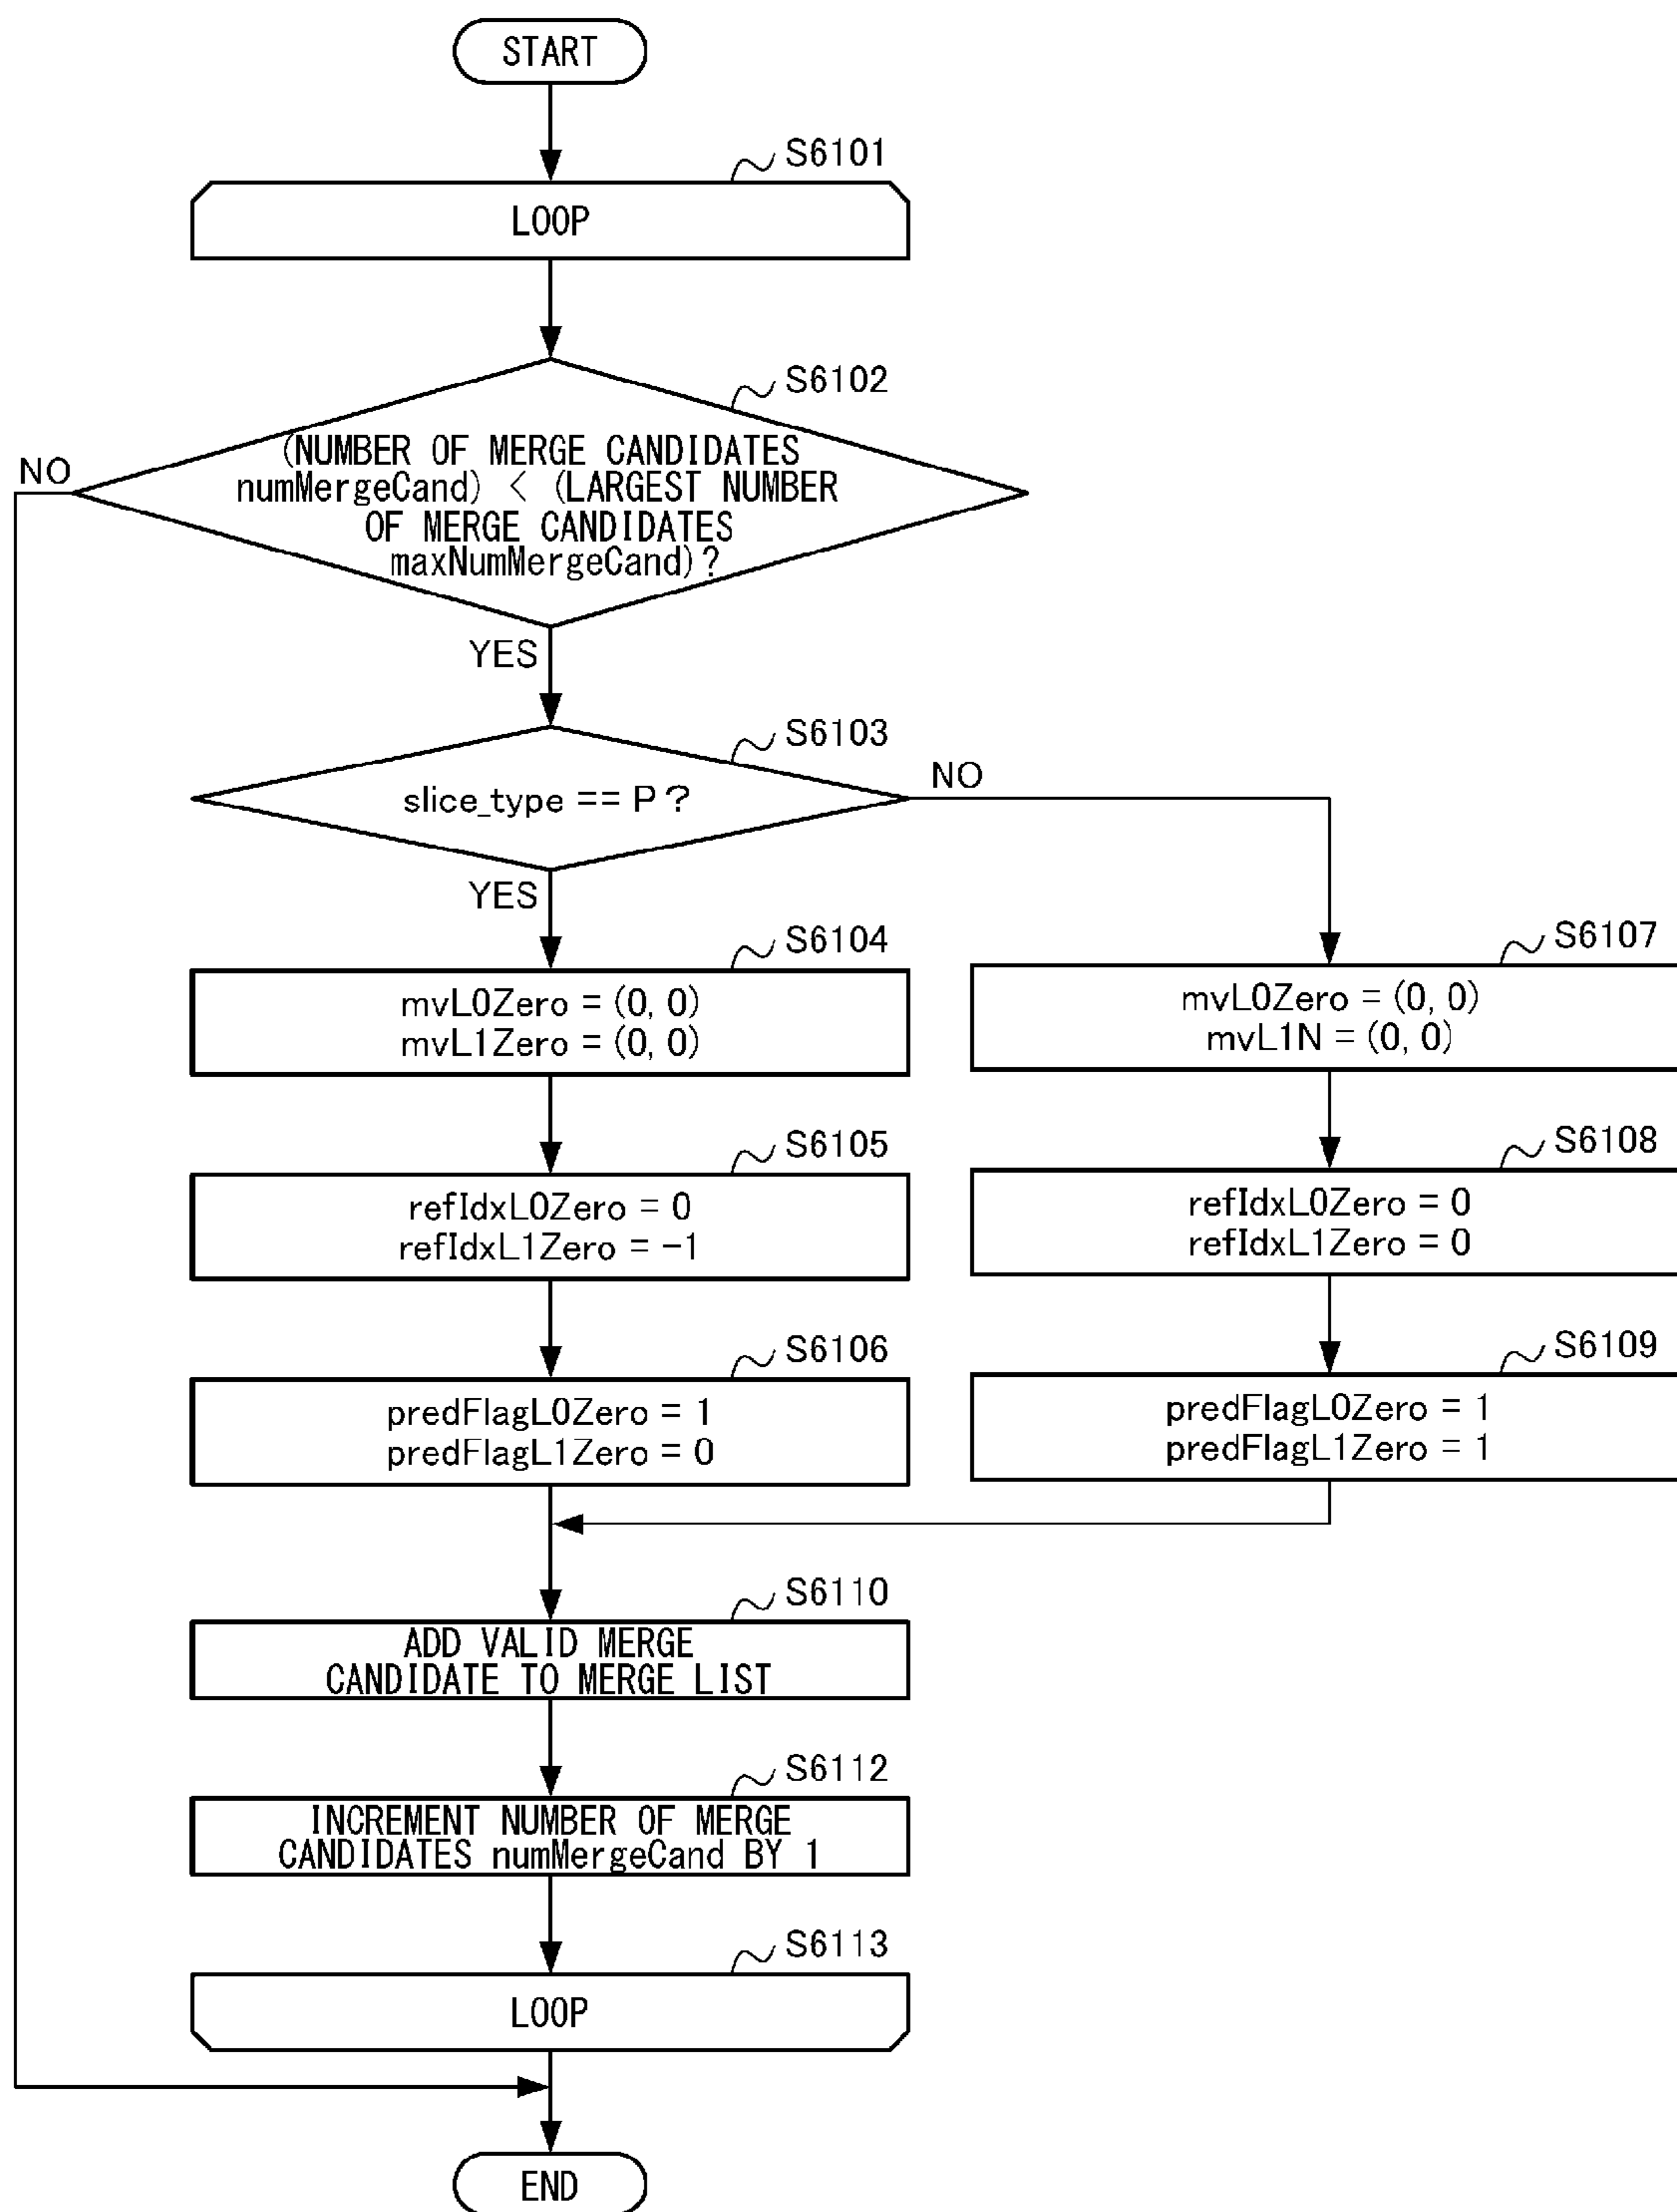 START
S6101
LOOP
S6102
(NUMBER OF MERGE CANDIDATES
numMergeCand) < (LARGEST NUMBER
OF MERGE CANDIDATES
maxNumMergeCand)?
NO
YES
S6103
slice_type == P ?
NO
YES
S6104
mvL0Zero = (0, 0)
mvL1Zero = (0, 0)
S6107
mvL0Zero = (0, 0)
mvL1N = (0, 0)
S6105
refIdxL0Zero = 0
refIdxL1Zero = -1
S6108
refIdxL0Zero = 0
refIdxL1Zero = 0
S6106
predFlagL0Zero = 1
predFlagL1Zero = 0
S6109
predFlagL0Zero = 1
predFlagL1Zero = 1
S6110
ADD VALID MERGE
CANDIDATE TO MERGE LIST
S6112
INCREMENT NUMBER OF MERGE
CANDIDATES numMergeCand BY 1
S6113
LOOP
END